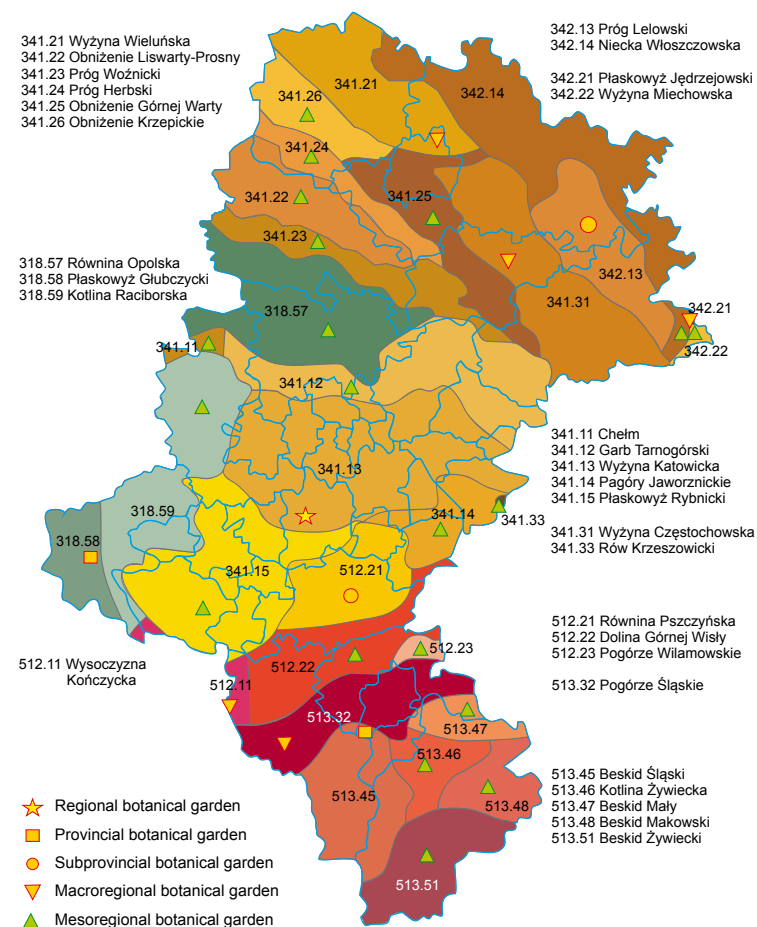 341.21 Wyżyna Wieluńska
341.22 Obniżenie Liswarty-Prosny
341.23 Próg Woźnicki
341.24 Próg Herbski
341.25 Obniżenie Górnej Warty
341.26 Obniżenie Krzepickie
342.13 Próg Lelowski
342.14 Niecka Włoszczowska
342.21 Płaskowyż Jędrzejowski
342.22 Wyżyna Miechowska
341.21
342.14
341.26
341.24
341.22
341.25
341.23
318.57 Równina Opolska
318.58 Płaskowyż Głubczycki
318.59 Kotlina Raciborska
342.13
318.57
341.31
342.21
341.11
342.22
341.12
341.11 Chełm
341.12 Garb Tarnogórski
341.13 Wyżyna Katowicka
341.14 Pagóry Jaworznickie
341.15 Płaskowyż Rybnicki
341.31 Wyżyna Częstochowska
341.33 Rów Krzeszowicki
341.13
318.59
341.14
341.33
318.58
341.15
512.21
512.21 Równina Pszczyńska
512.22 Dolina Górnej Wisły
512.23 Pogórze Wilamowskie
513.32 Pogórze Śląskie
512.11 Wysoczyzna
Kończycka
512.23
512.22
512.11
513.32
513.47
513.46
513.45
513.48
513.51
513.45 Beskid Śląski
513.46 Kotlina Żywiecka
513.47 Beskid Mały
513.48 Beskid Makowski
513.51 Beskid Żywiecki
Regional botanical garden
Provincial botanical garden
Subprovincial botanical garden
Macroregional botanical garden
Mesoregional botanical garden